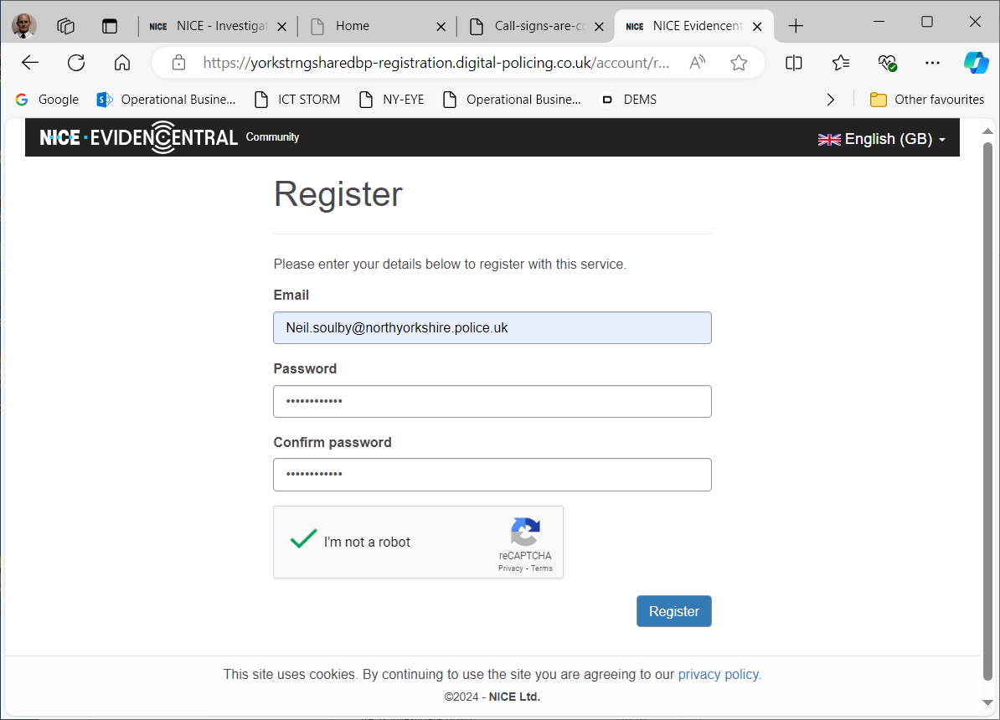 NICE NICE - Investigat
Home
Call-signs-are-co
NICE NICE Evidencent
https://yorkstrngsharedbp-registration.digital-policing.co.uk/account/r...
Google
Operational Busine...
ICT STORM
NY-EYE
Operational Busine...
DEMS
Other favourites
NICE·EVIDENCENTRAL Community
English (GB)
Register
Please enter your details below to register with this service.
Email
Neil.soulby@northyorkshire.police.uk
Password
••••••••••••
Confirm password
••••••••••••
I'm not a robot
reCAPTCHA
Privacy - Terms
Register
This site uses cookies. By continuing to use the site you are agreeing to our privacy policy.
©2024 - NICE Ltd.